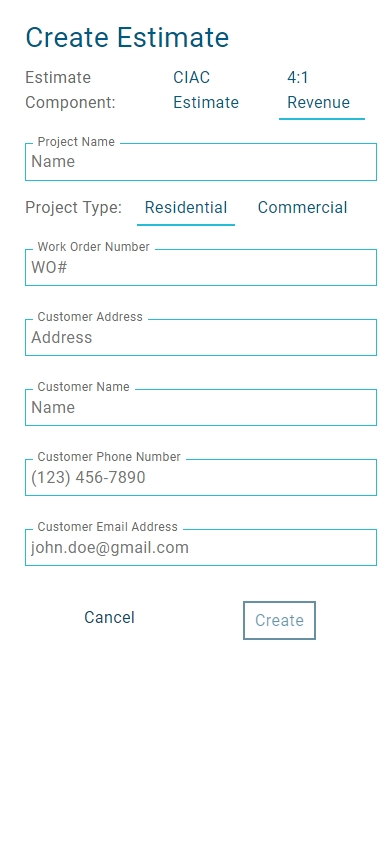 Create Estimate
Estimate CIAC 4:1
Component: Estimate Revenue
Project Name
Name
Project Type: Residential Commercial
Work Order Number
WO#
Customer Address
Address
Customer Name
Name
Customer Phone Number
(123) 456-7890
Customer Email Address
john.doe@gmail.com
Cancel Create